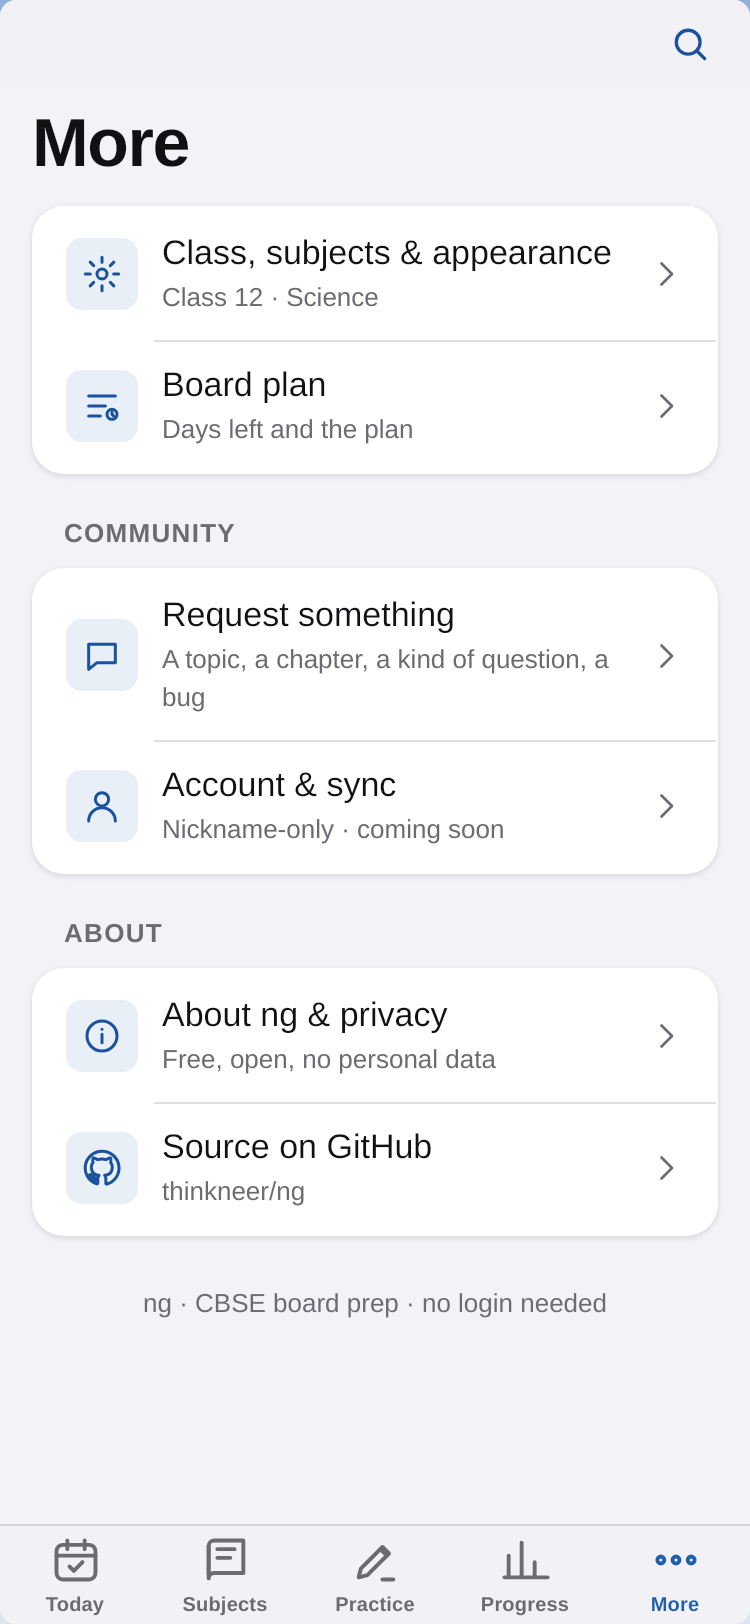 More
Class, subjects & appearance
Class 12 · Science
Board plan
Days left and the plan
COMMUNITY
Request something
A topic, a chapter, a kind of question, a
bug
Account & sync
Nickname-only · coming soon
ABOUT
About ng & privacy
Free, open, no personal data
Source on GitHub
thinkneer/ng
ng · CBSE board prep · no login needed
Today
Subjects
Practice
Progress
More